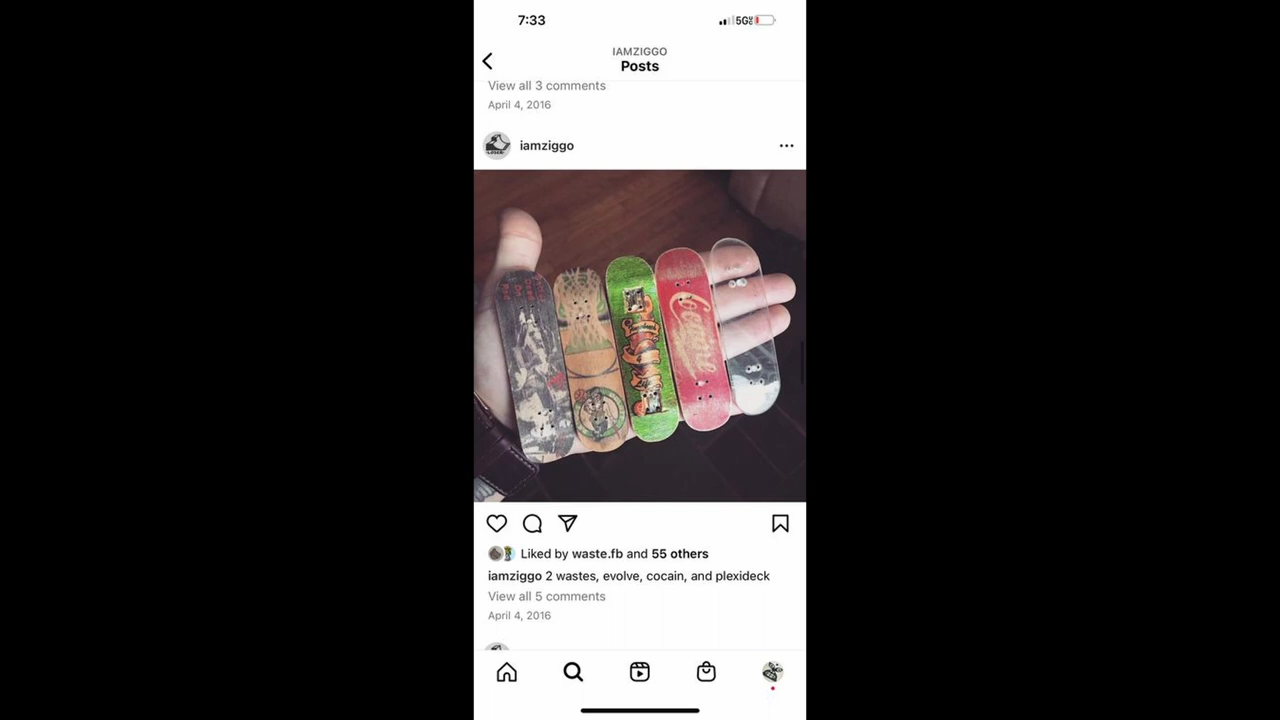 7:33
5G
IAMZIGGO
Posts
View all 3 comments
April 4, 2016
iamziggo
Cocaine
Liked by waste.fb and 55 others
iamziggo 2 wastes, evolve, cocain, and plexideck
View all 5 comments
April 4, 2016